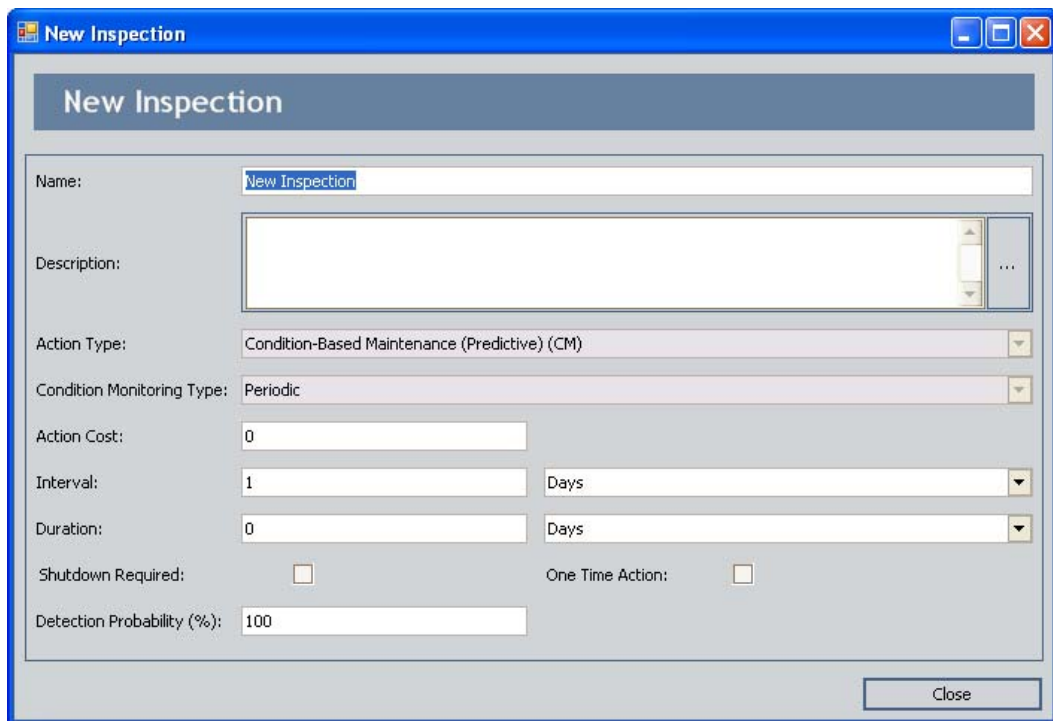 New Inspection
New Inspection
Name: New Inspection
Description: ...
Action Type: Condition-Based Maintenance (Predictive) (CM)
Condition Monitoring Type: Periodic
Action Cost: 0
Interval: 1 Days
Duration: 0 Days
Shutdown Required: One Time Action:
Detection Probability (%): 100
Close